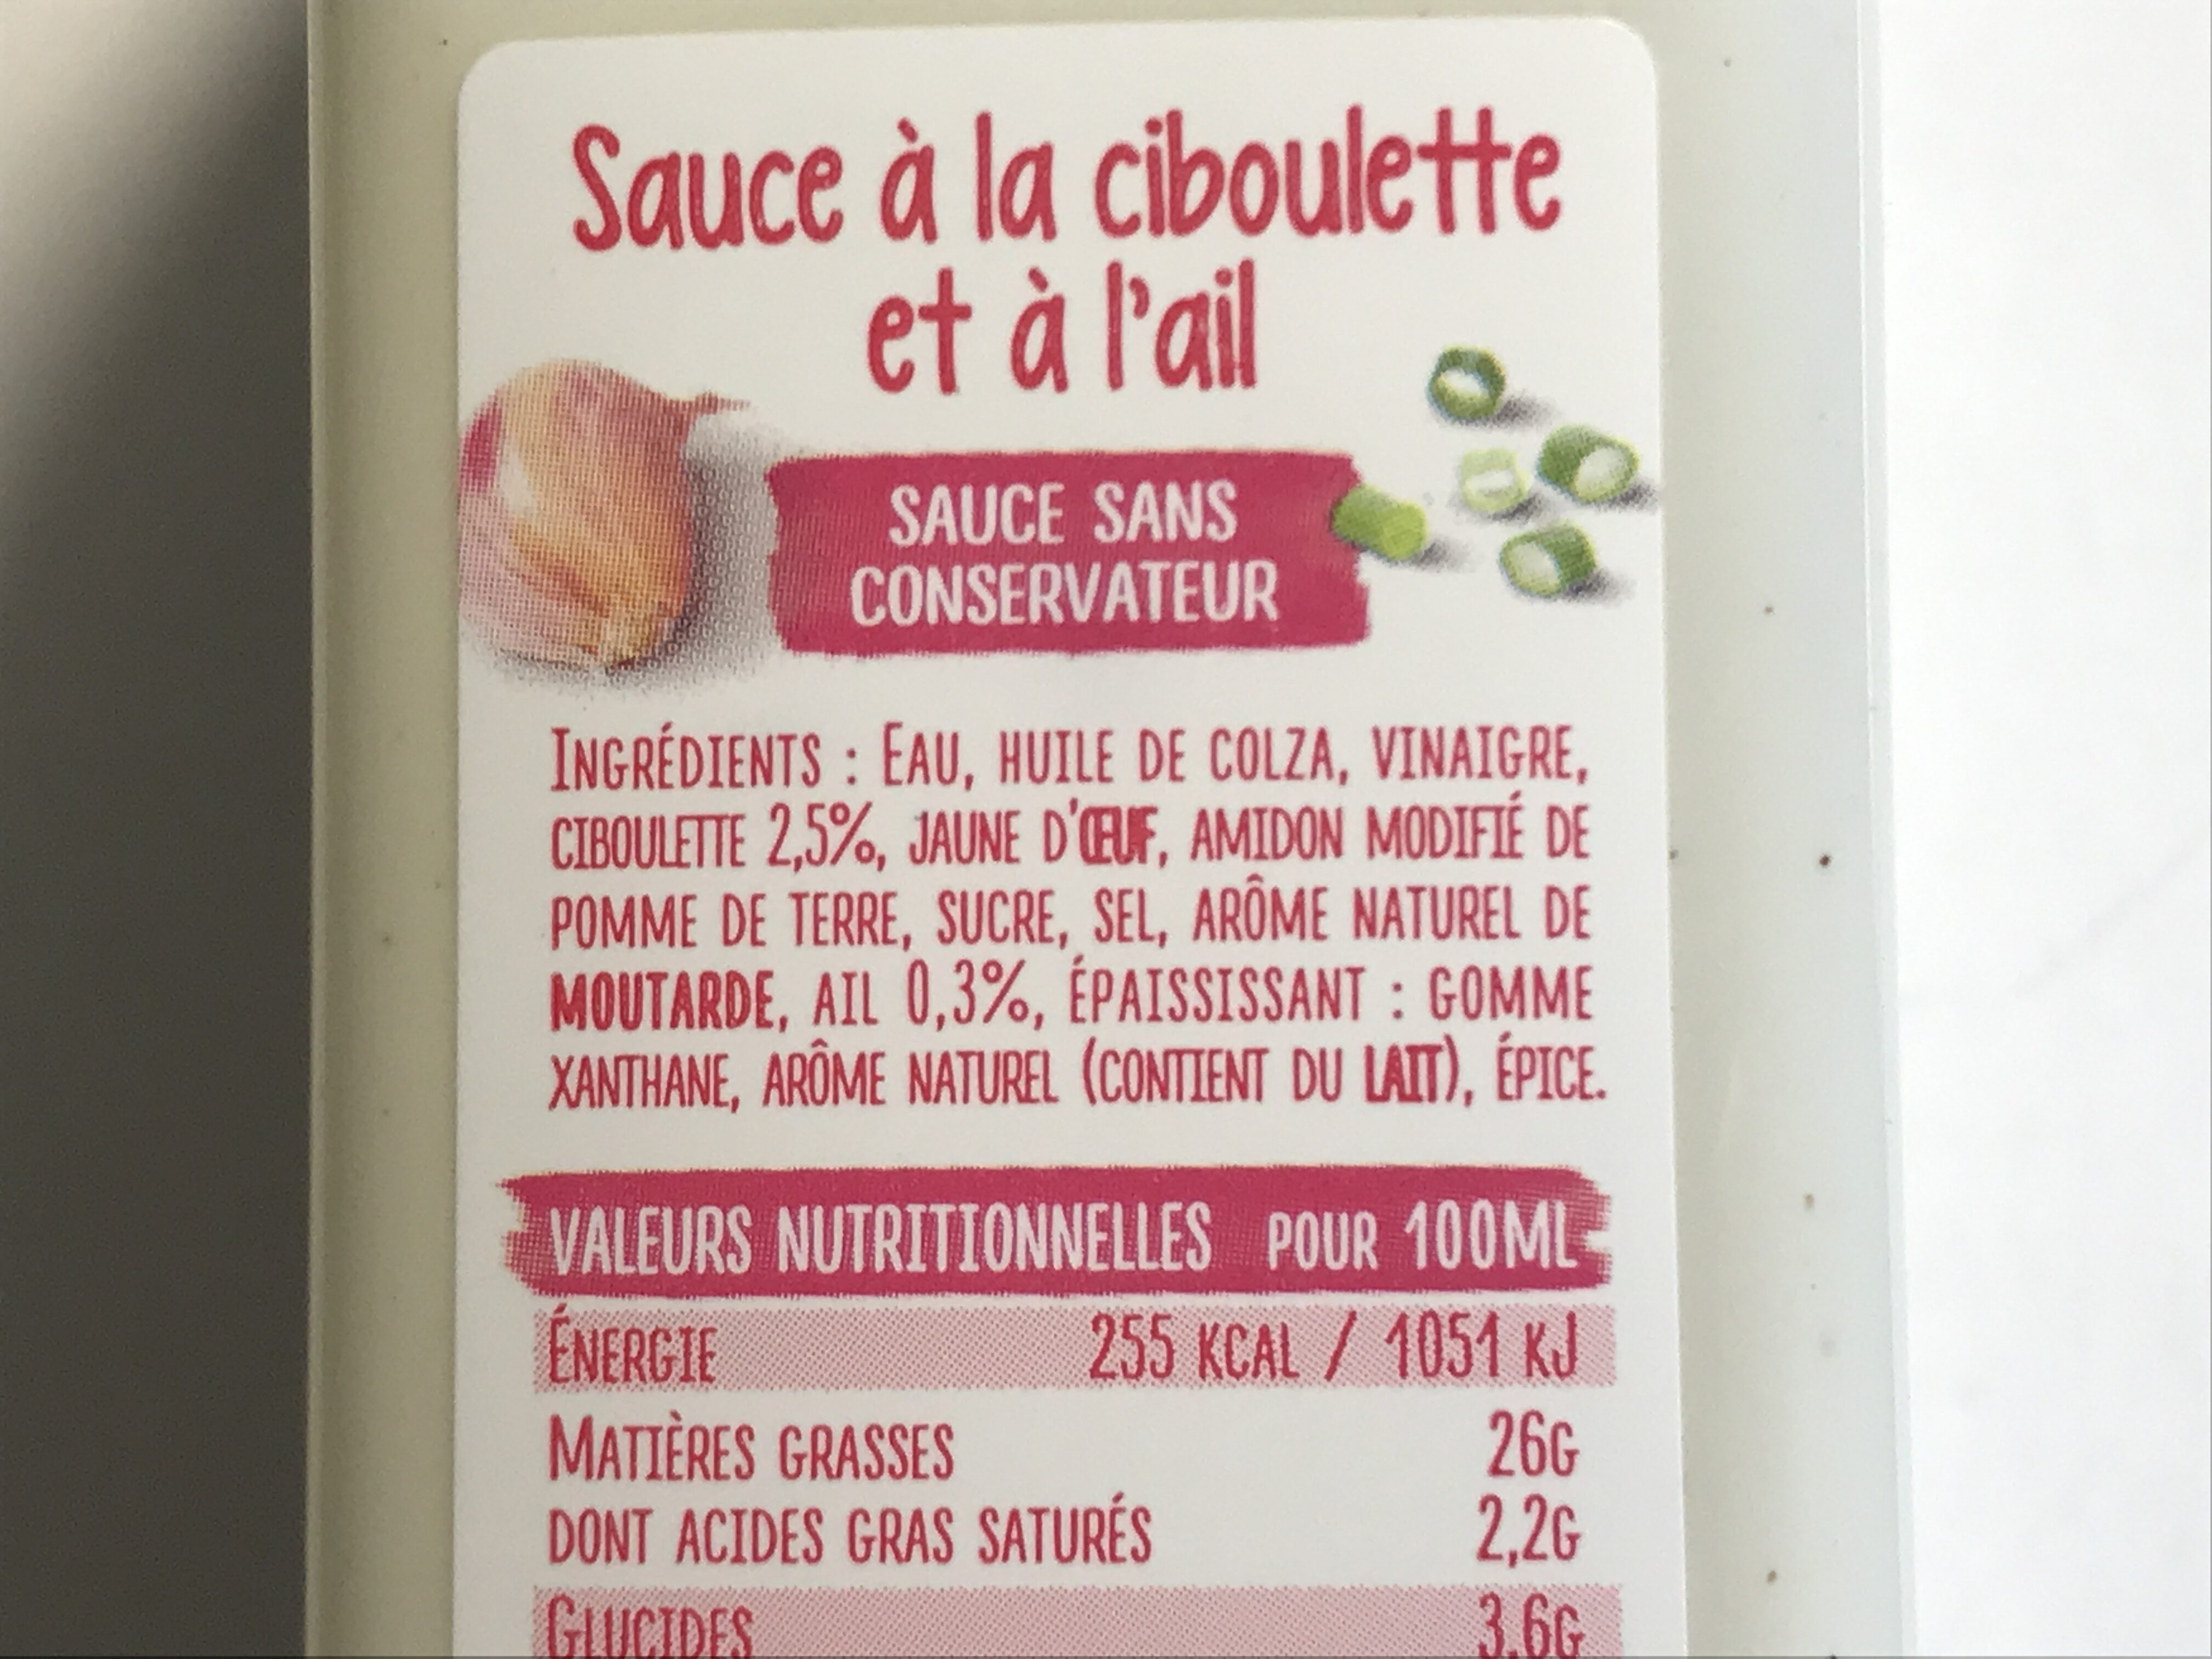 Sauce à la ciboulette
et à l'ail
SAUCE SANS
CONSERVATEUR
INGRÉDIENTS : EAU, HUILE DE COLZA, VINAIGRE,
CIBOULETTE 2,5%, JAUNE D'ŒUF, AMIDON MODIFIÉ DE
POMME DE TERRE, SUCRE, SEL, ARÔME NATUREL DE
MOUTARDE, AIL 0,3%, ÉPAISSISSANT : GOMME
XANTHANE, ARÔME NATUREL (CONTIENT DU LAIT), ÉPICE.
VALEURS NUTRITIONNELLES POUR 100ML
ÉNERGIE 255 KCAL / 1051 KJ
MATIÈRES GRASSES 26G
DONT ACIDES GRAS SATURÉS 2,2G
GLUCIDES 3,6G